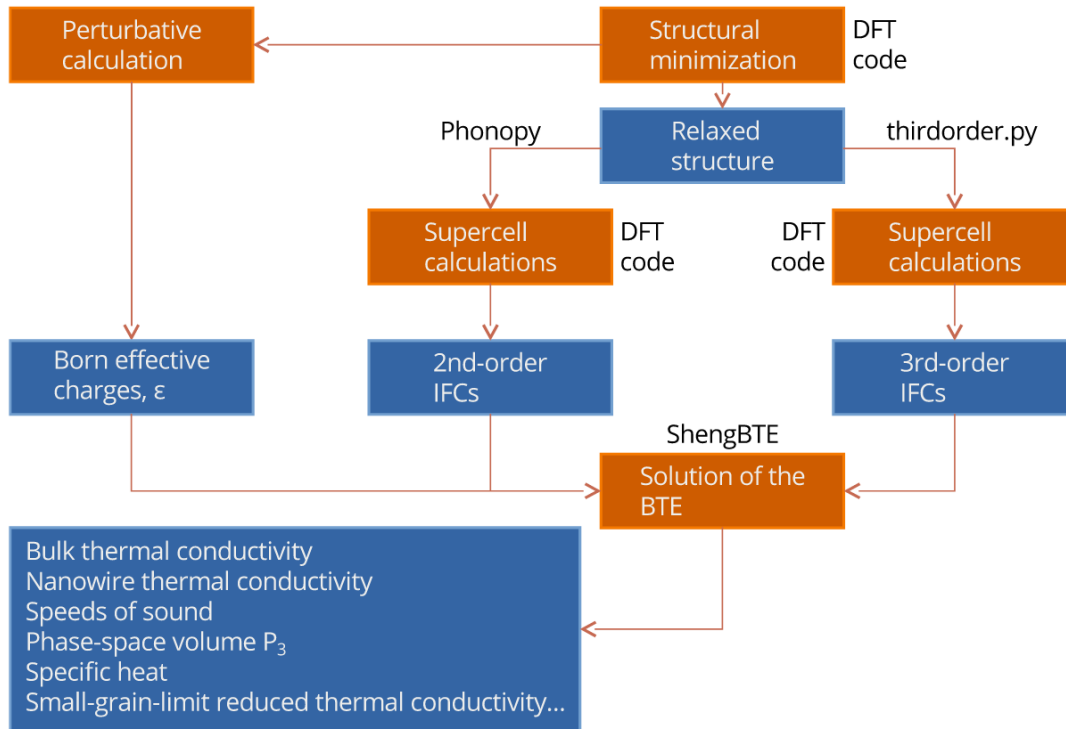 Perturbative
calculation
Structural
minimization
DFT
code
Phonopy
Relaxed
structure
thirdorder.py
Supercell
calculations
DFT
code
DFT
code
Supercell
calculations
Born effective
charges, ε
2nd-order
IFCs
3rd-order
IFCs
ShengBTE
Solution of the
BTE
Bulk thermal conductivity
Nanowire thermal conductivity
Speeds of sound
Phase-space volume P₃
Specific heat
Small-grain-limit reduced thermal conductivity…